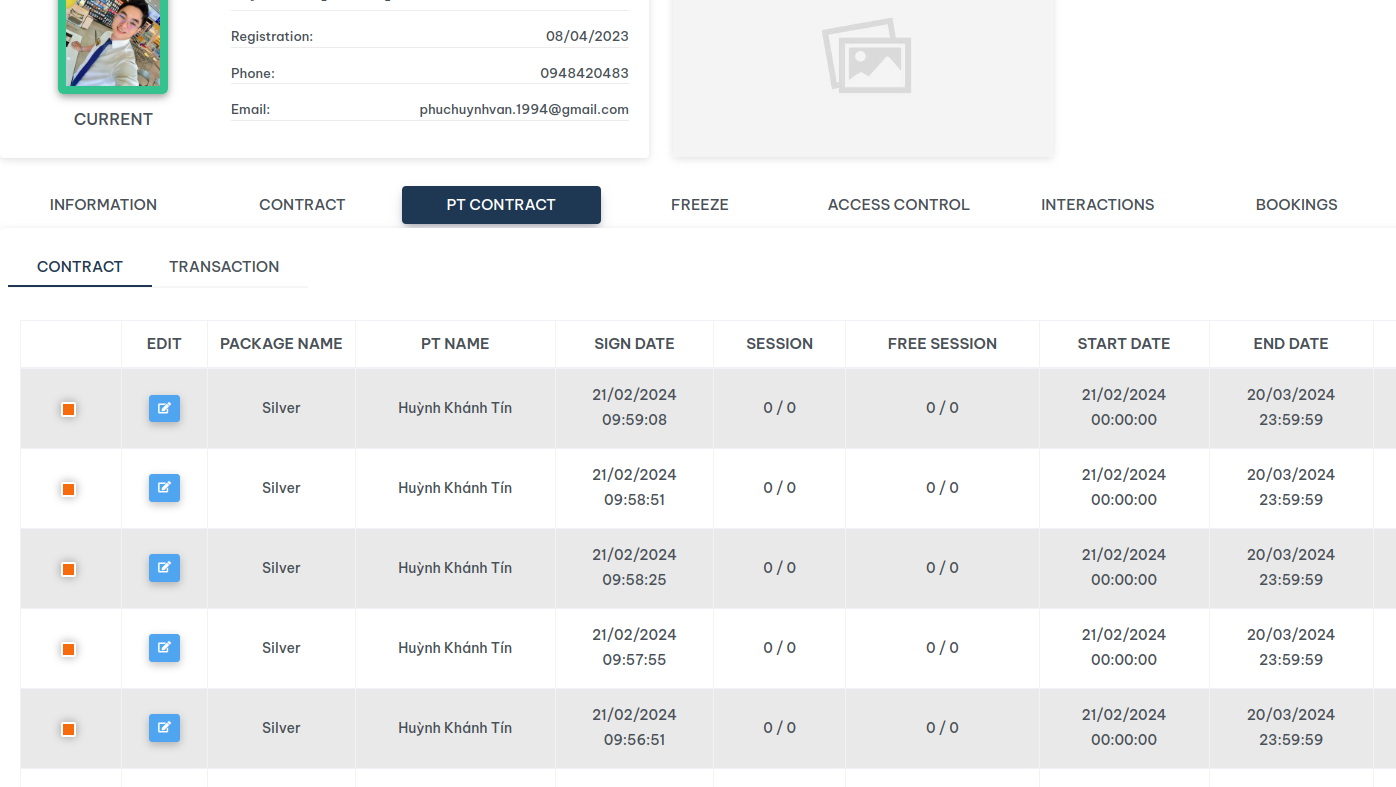 Registration: 08/04/2023
Phone: 0948420483
Email: phuchuynhvan.1994@gmail.com
CURRENT
INFORMATION CONTRACT PT CONTRACT FREEZE ACCESS CONTROL INTERACTIONS BOOKINGS
CONTRACT TRANSACTION
EDIT PACKAGE NAME PT NAME SIGN DATE SESSION FREE SESSION START DATE END DATE
Silver Huỳnh Khánh Tín 21/02/2024 09:59:08 0 / 0 0 / 0 21/02/2024 00:00:00 20/03/2024 23:59:59
Silver Huỳnh Khánh Tín 21/02/2024 09:58:51 0 / 0 0 / 0 21/02/2024 00:00:00 20/03/2024 23:59:59
Silver Huỳnh Khánh Tín 21/02/2024 09:58:25 0 / 0 0 / 0 21/02/2024 00:00:00 20/03/2024 23:59:59
Silver Huỳnh Khánh Tín 21/02/2024 09:57:55 0 / 0 0 / 0 21/02/2024 00:00:00 20/03/2024 23:59:59
Silver Huỳnh Khánh Tín 21/02/2024 09:56:51 0 / 0 0 / 0 21/02/2024 00:00:00 20/03/2024 23:59:59